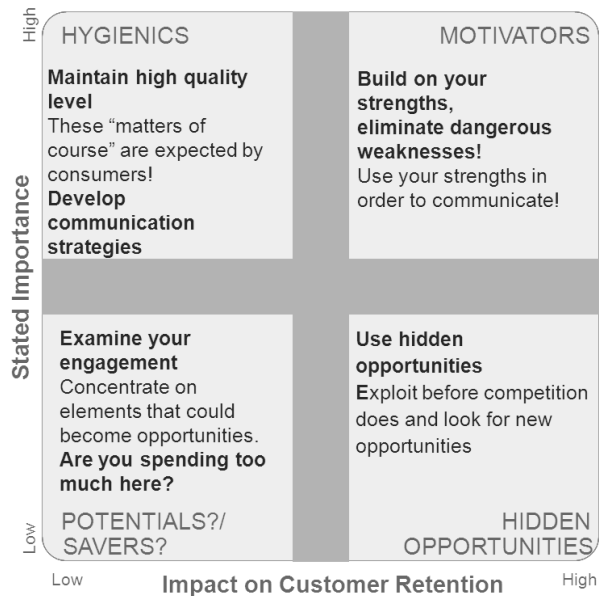 High
HYGIENICS
Maintain high quality
level
These “matters of
course” are expected by
consumers!
Develop
communication
strategies
MOTIVATORS
Build on your
strengths,
eliminate dangerous
weaknesses!
Use your strengths in
order to communicate!
Stated Importance
Examine your
engagement
Concentrate on
elements that could
become opportunities.
Are you spending too
much here?
POTENTIALS?/
SAVERS?
Use hidden
opportunities
Exploit before competition
does and look for new
opportunities
HIDDEN
OPPORTUNITIES
Low
Low
Impact on Customer Retention
High